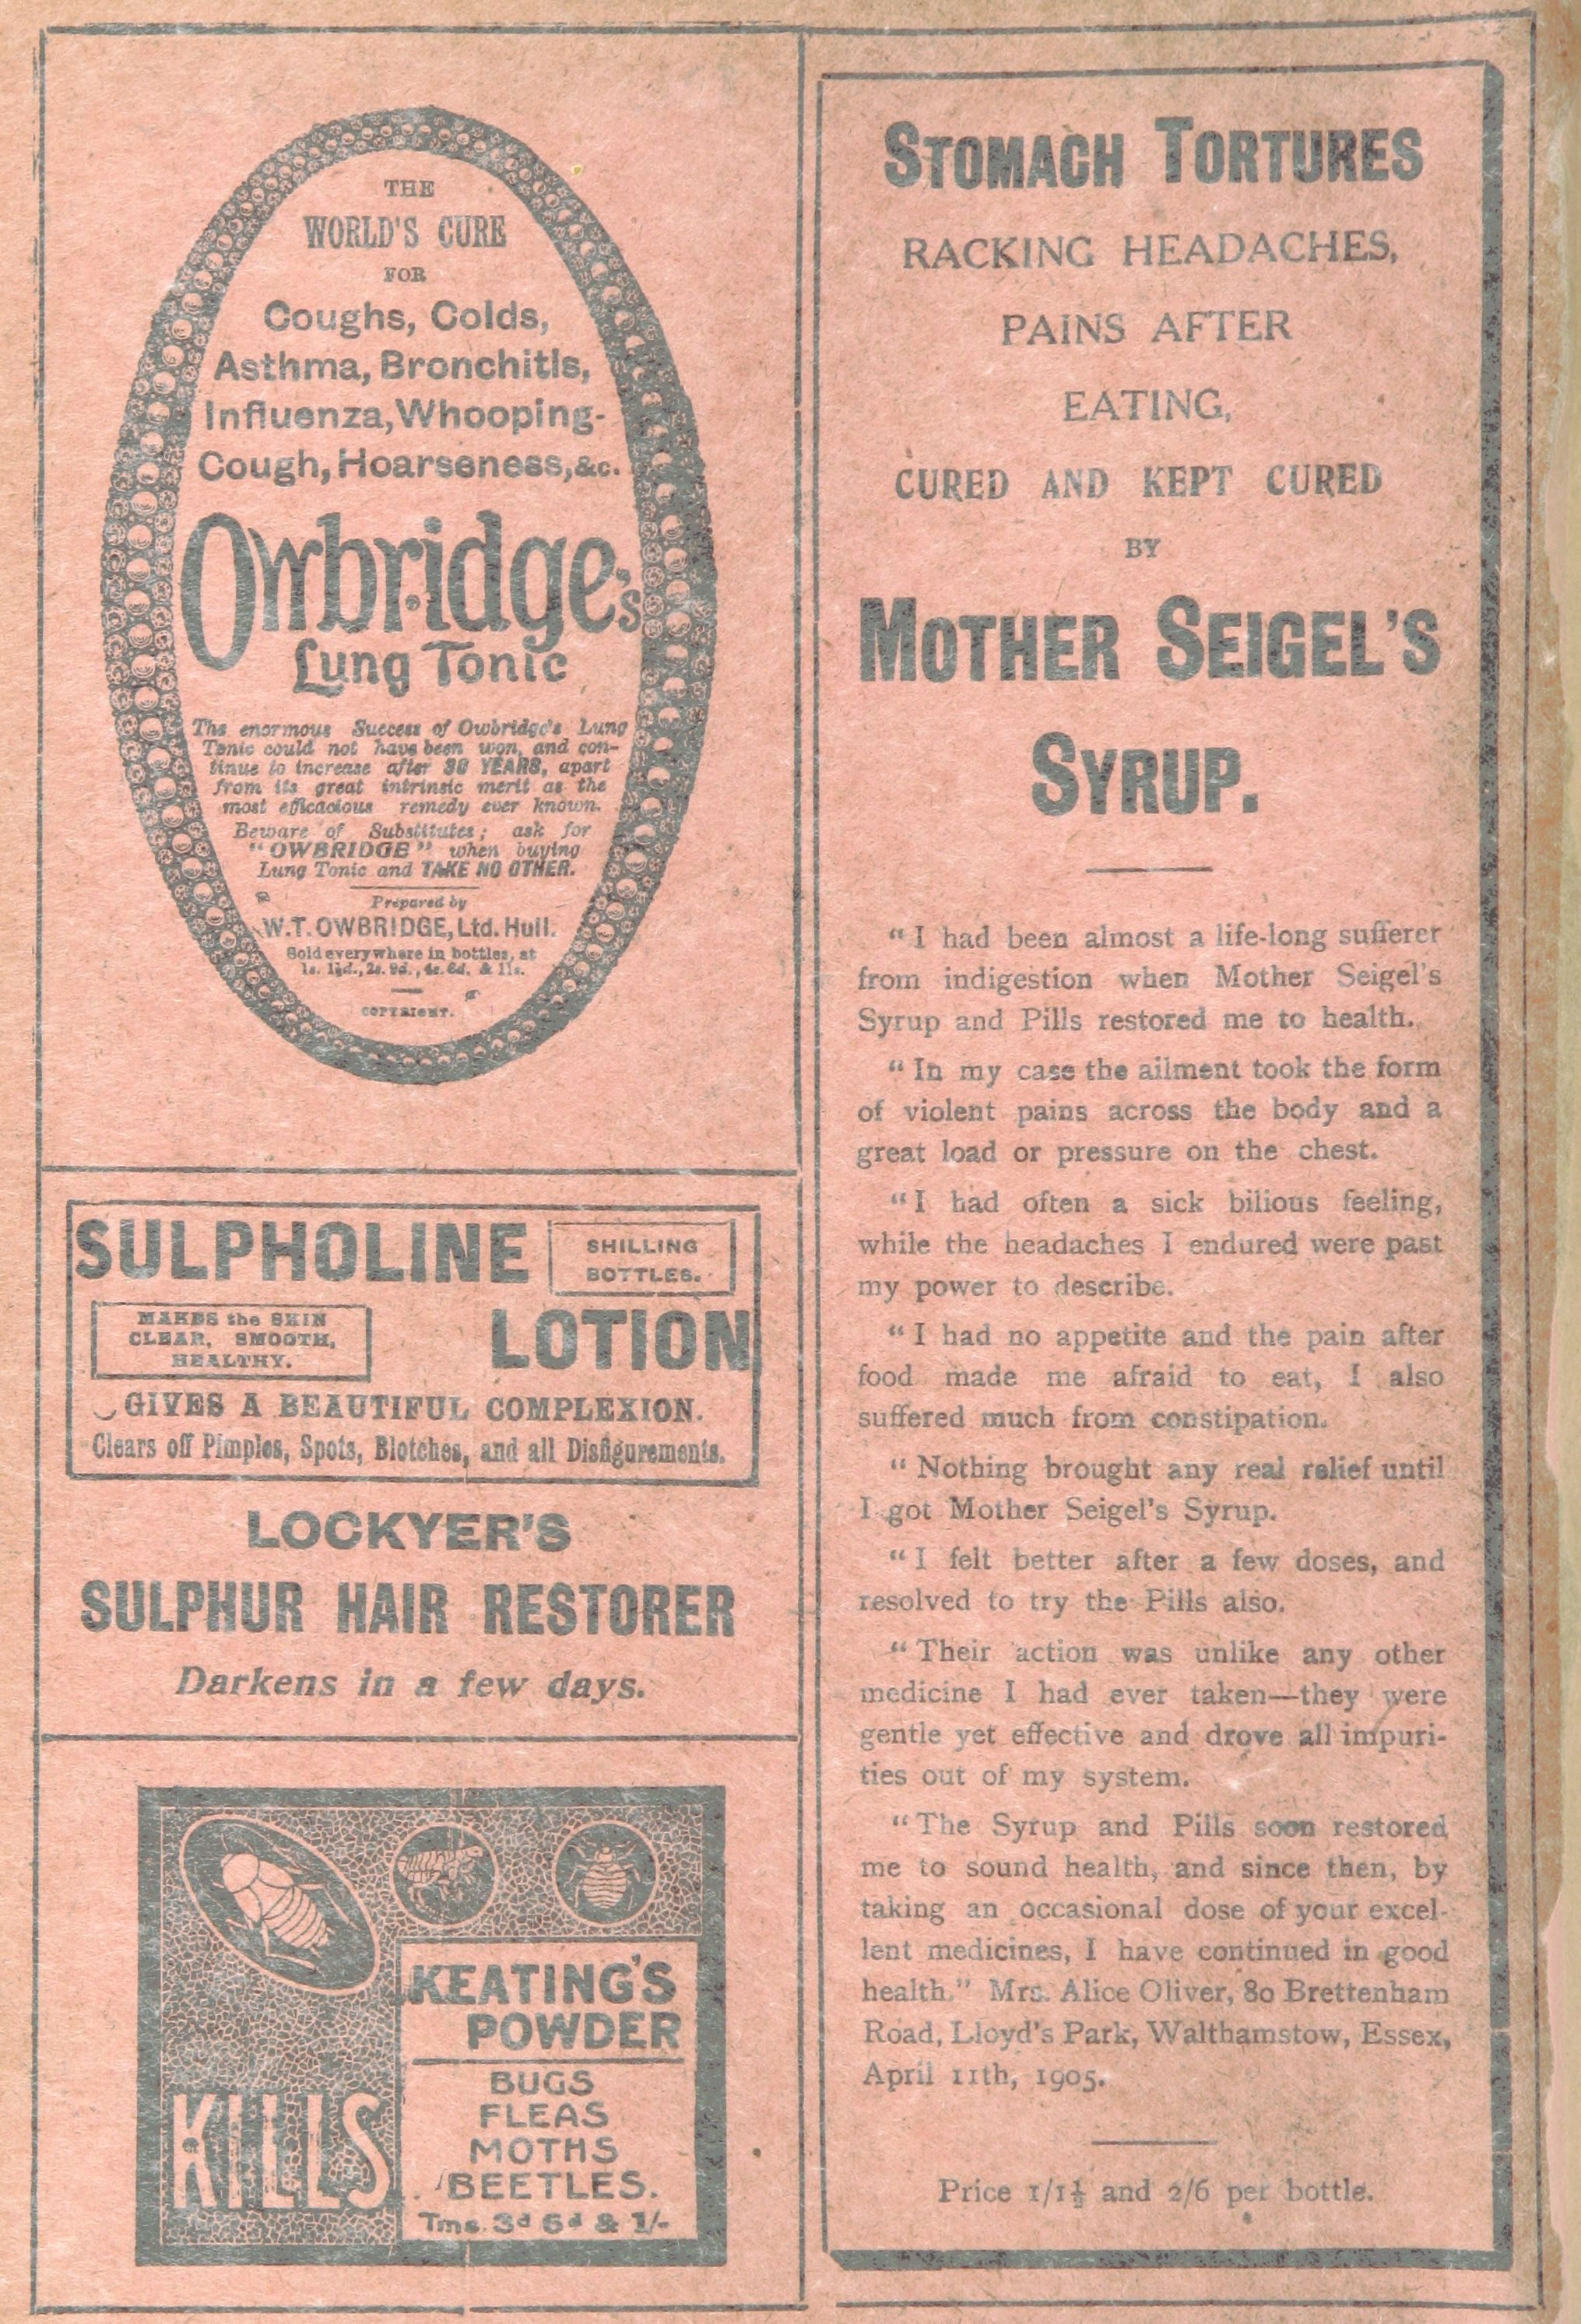 THE
WORLD'S CURE
FOR
Coughs, Colds,
Asthma, Bronchitis,
Influenza, Whooping-
Cough, Hoarseness, &c.
Owbridge's
Lung Tonic
The enormous Success of Owbridge's Lung
Tonic could not have been won, and con-
tinue to increase after 30 YEARS, apart
from its great intrinsic merit as the
most efficacious remedy ever known.
Beware of Substitutes; ask for
"OWBRIDGE" when buying
Lung Tonic and TAKE NO OTHER.
Prepared by
W.T. OWBRIDGE, Ltd. Hull.
Sold everywhere in bottles, at
1s. 1½d., 2s. 9d., 4s. 6d. & 11s.
COPYRIGHT.
SULPHOLINE
SHILLING
BOTTLES.
MAKES the SKIN
CLEAR, SMOOTH,
HEALTHY.
LOTION
GIVES A BEAUTIFUL COMPLEXION.
Clears off Pimples, Spots, Blotches, and all Disfigurements.
LOCKYER'S
SULPHUR HAIR RESTORER
Darkens in a few days.
KEATING'S
POWDER
KILLS
BUGS
FLEAS
MOTHS
BEETLES.
Tins 3d 6d & 1/-
STOMACH TORTURES
RACKING HEADACHES,
PAINS AFTER
EATING,
CURED AND KEPT CURED
BY
MOTHER SEIGEL'S
SYRUP.
"I had been almost a life-long sufferer
from indigestion when Mother Seigel's
Syrup and Pills restored me to health.
"In my case the ailment took the form
of violent pains across the body and a
great load or pressure on the chest.
"I had often a sick bilious feeling,
while the headaches I endured were past
my power to describe.
"I had no appetite and the pain after
food made me afraid to eat, I also
suffered much from constipation.
"Nothing brought any real relief until
I got Mother Seigel's Syrup.
"I felt better after a few doses, and
resolved to try the Pills also.
"Their action was unlike any other
medicine I had ever taken—they were
gentle yet effective and drove all impuri-
ties out of my system.
"The Syrup and Pills soon restored
me to sound health, and since then, by
taking an occasional dose of your excel-
lent medicines, I have continued in good
health." Mrs. Alice Oliver, 80 Brettenham
Road, Lloyd's Park, Walthamstow, Essex,
April 11th, 1905.
Price 1/1½ and 2/6 per bottle.